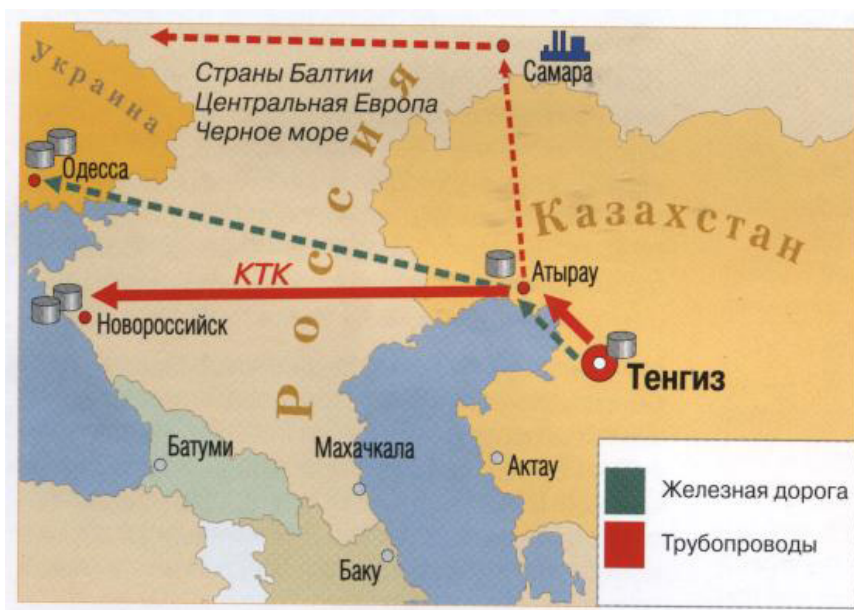 Украина
Страны Балтии
Центральная Европа
Черное море
Самара
Россия
Одесса
Казахстан
КТК
Атырау
Новороссийск
Тенгиз
Батуми
Махачкала
Актау
Баку
Железная дорога
Трубопроводы